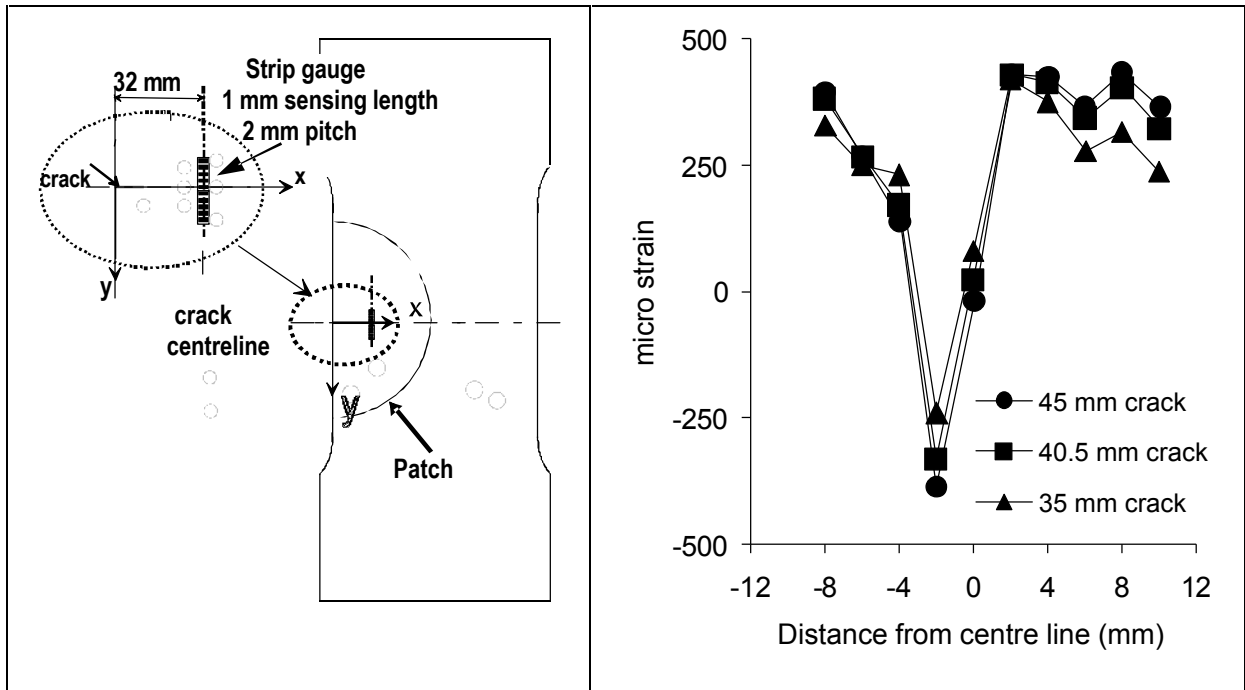 32 mm
Strip gauge
1 mm sensing length
2 mm pitch
crack
x
y
crack
centreline
x
y
Patch
micro strain
500
250
0
-250
-500
-12
-8
-4
0
4
8
12
Distance from centre line (mm)
45 mm crack
40.5 mm crack
35 mm crack